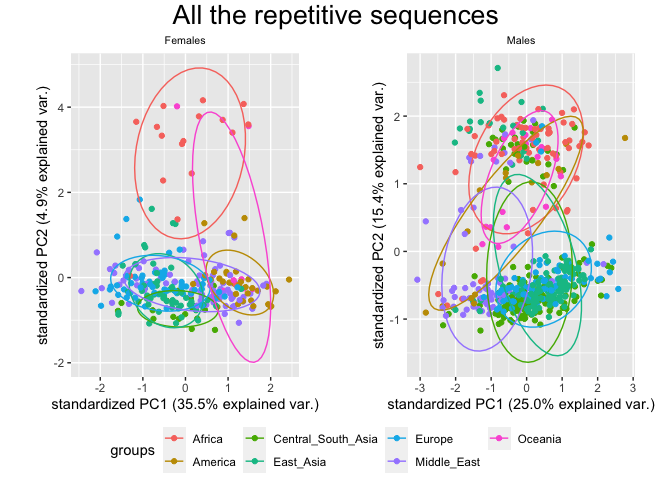 All the repetitive sequences
Females
Males
standardized PC2 (4.9% explained var.)
4
2
0
-2
-2
-1
0
1
2
standardized PC1 (35.5% explained var.)
standardized PC2 (15.4% explained var.)
2
1
0
-1
-3
-2
-1
0
1
2
3
standardized PC1 (25.0% explained var.)
groups
Africa
America
Central_South_Asia
East_Asia
Europe
Middle_East
Oceania